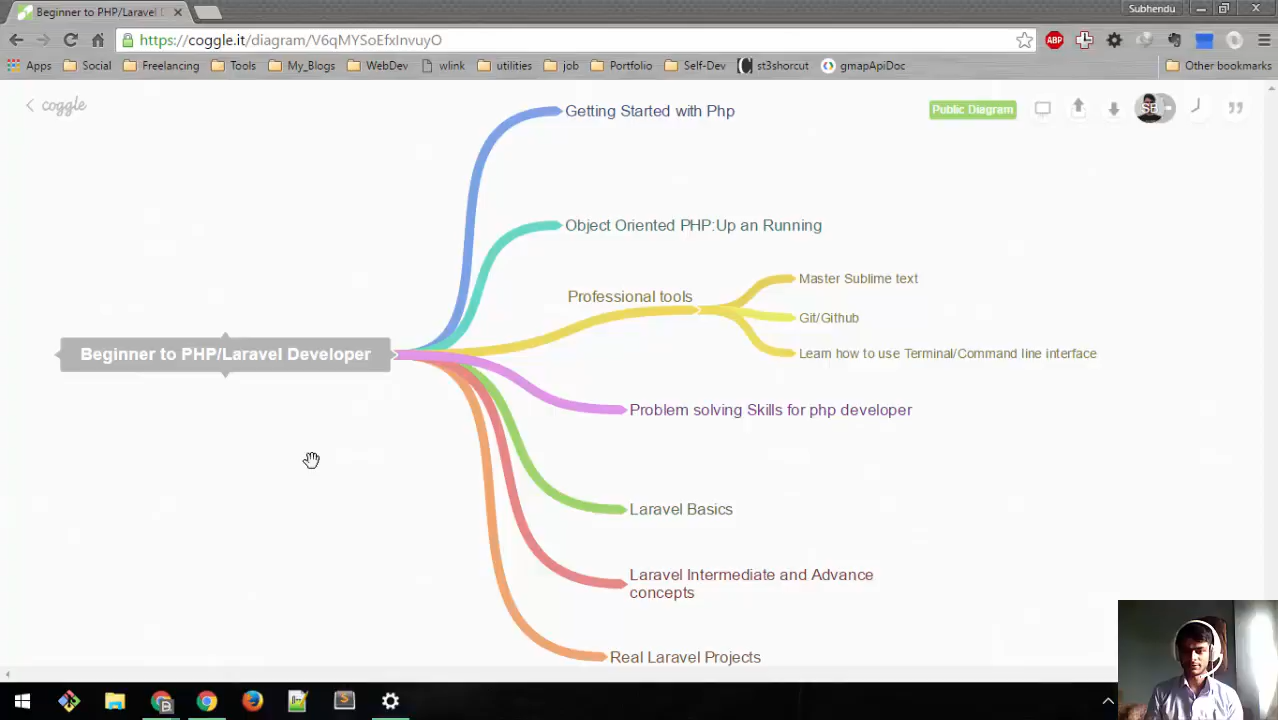 Beginner to PHP/Laravel D
Subhendu
https://coggle.it/diagram/V6qMYSoEfxInvuyO
ABP
Apps Social Freelancing Tools My_Blogs WebDev wlink utilities job Portfolio Self-Dev st3shorcut gmapApiDoc Other bookmarks
coggle
Public Diagram
SB
Getting Started with Php
Object Oriented PHP:Up an Running
Professional tools
Master Sublime text
Git/Github
Learn how to use Terminal/Command line interface
Beginner to PHP/Laravel Developer
Problem solving Skills for php developer
Laravel Basics
Laravel Intermediate and Advance
concepts
Real Laravel Projects